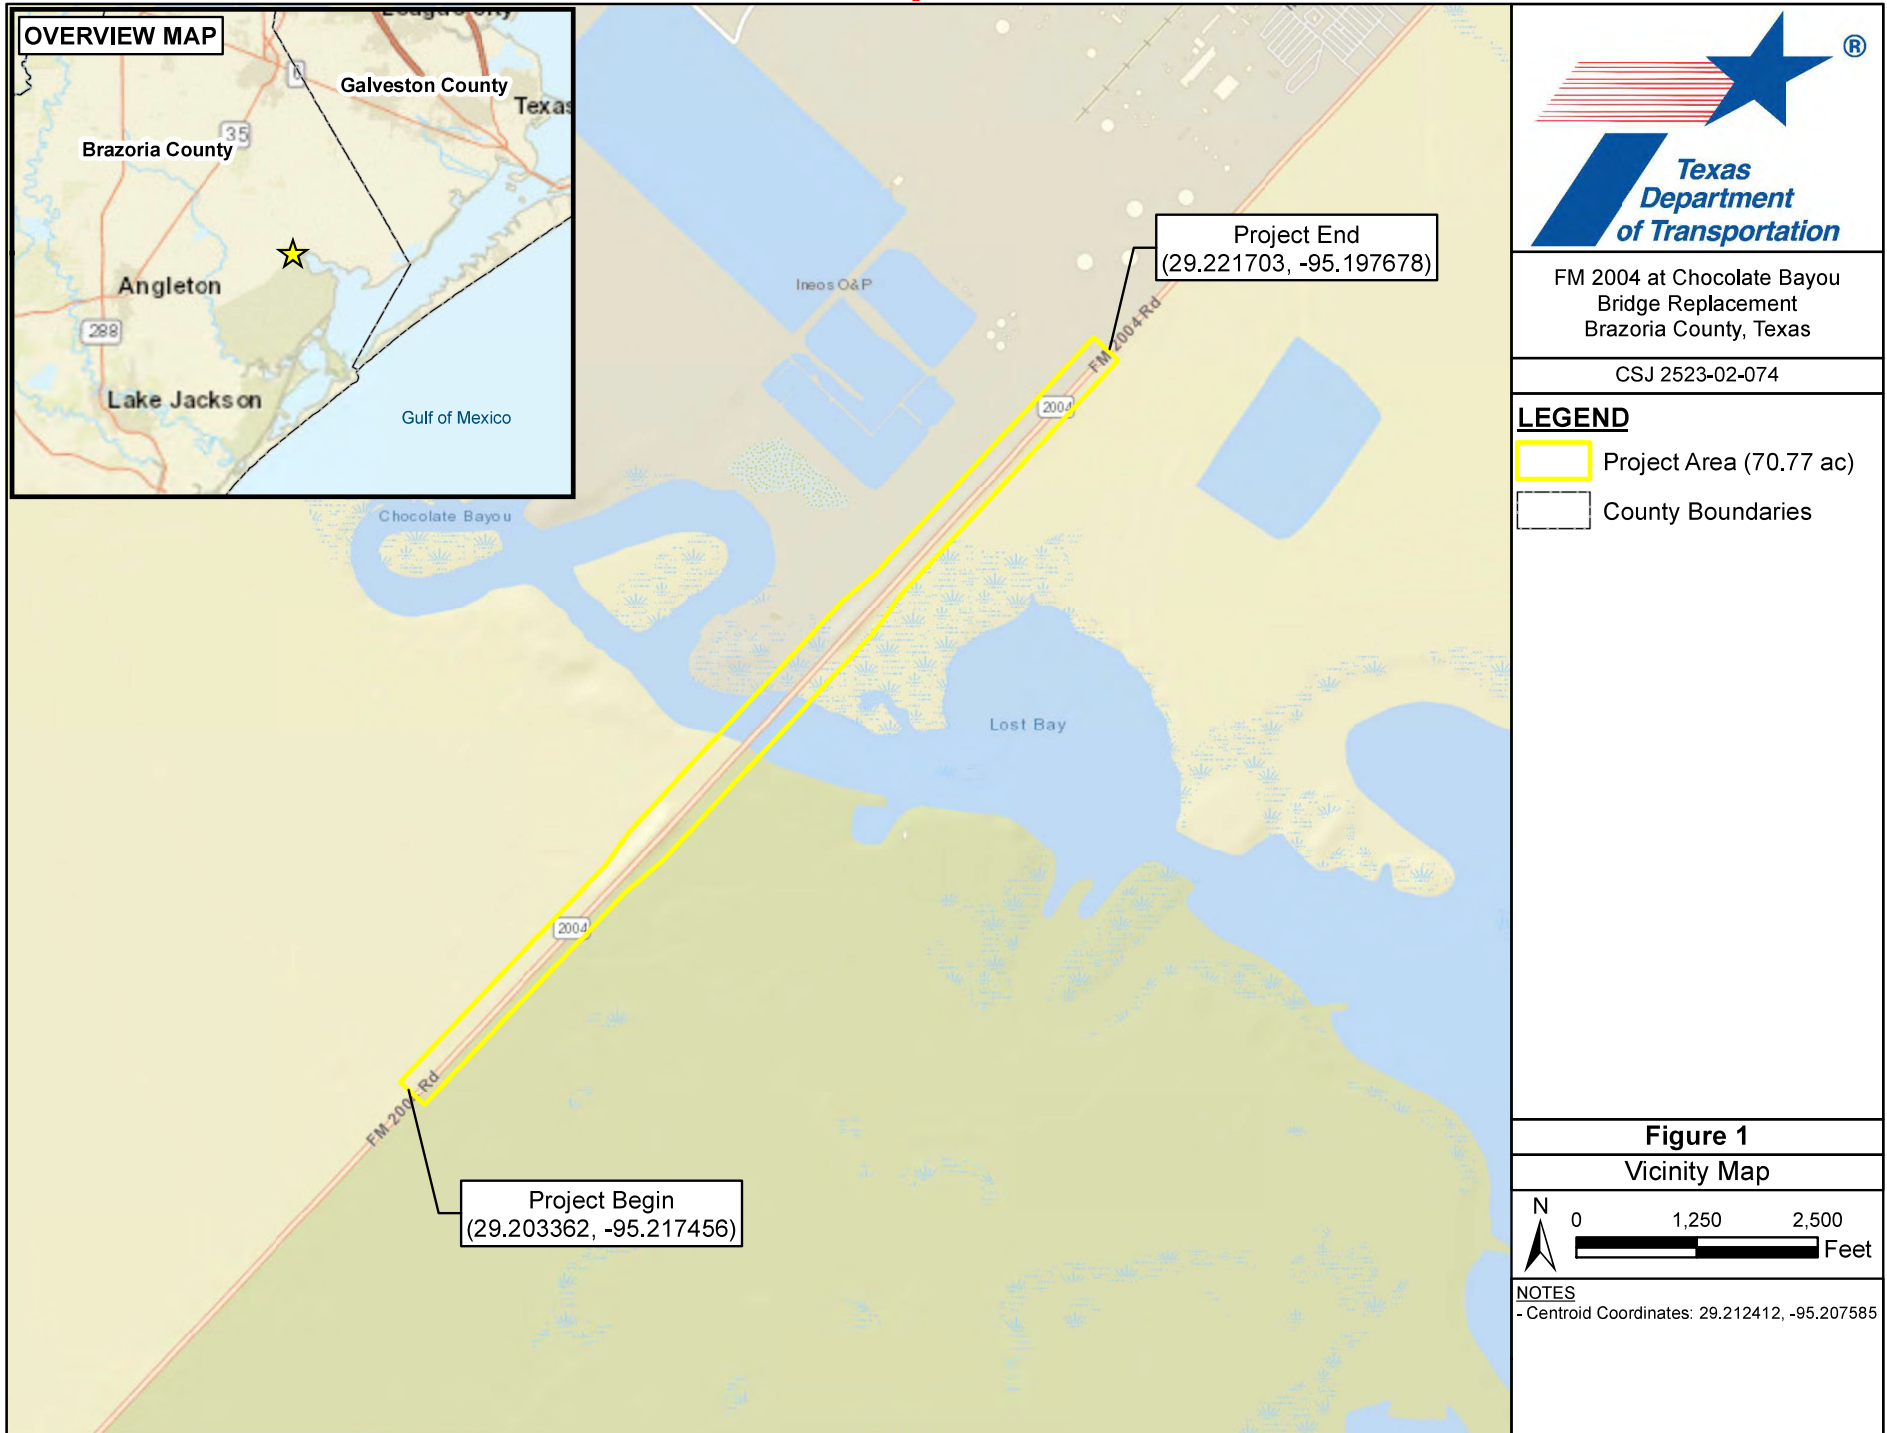 OVERVIEW MAP
Galveston County
Texas
6
35
Brazoria County
Angleton
288
Lake Jackson
Gulf of Mexico
Project End
(29.221703, -95.197678)
Ineos O&P
FM 2004 Rd
2004
Chocolate Bayou
Lost Bay
2004
FM 2004 Rd
Project Begin
(29.203362, -95.217456)
®
Texas
Department
of Transportation
FM 2004 at Chocolate Bayou
Bridge Replacement
Brazoria County, Texas
CSJ 2523-02-074
LEGEND
Project Area (70.77 ac)
County Boundaries
Figure 1
Vicinity Map
N
0 1,250 2,500
Feet
NOTES
- Centroid Coordinates: 29.212412, -95.207585